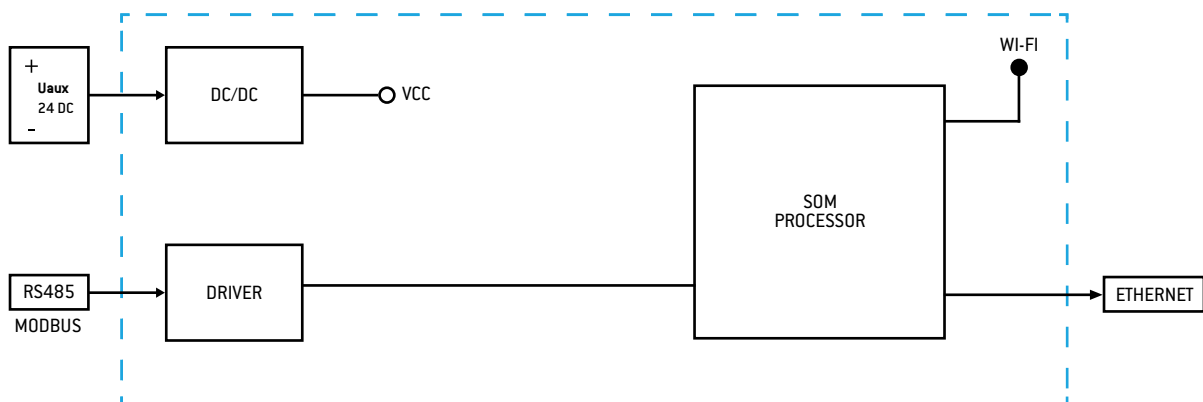 WI-FI
+
Uaux
24 DC
-
DC/DC
VCC
SOM
PROCESSOR
RS485
MODBUS
DRIVER
ETHERNET